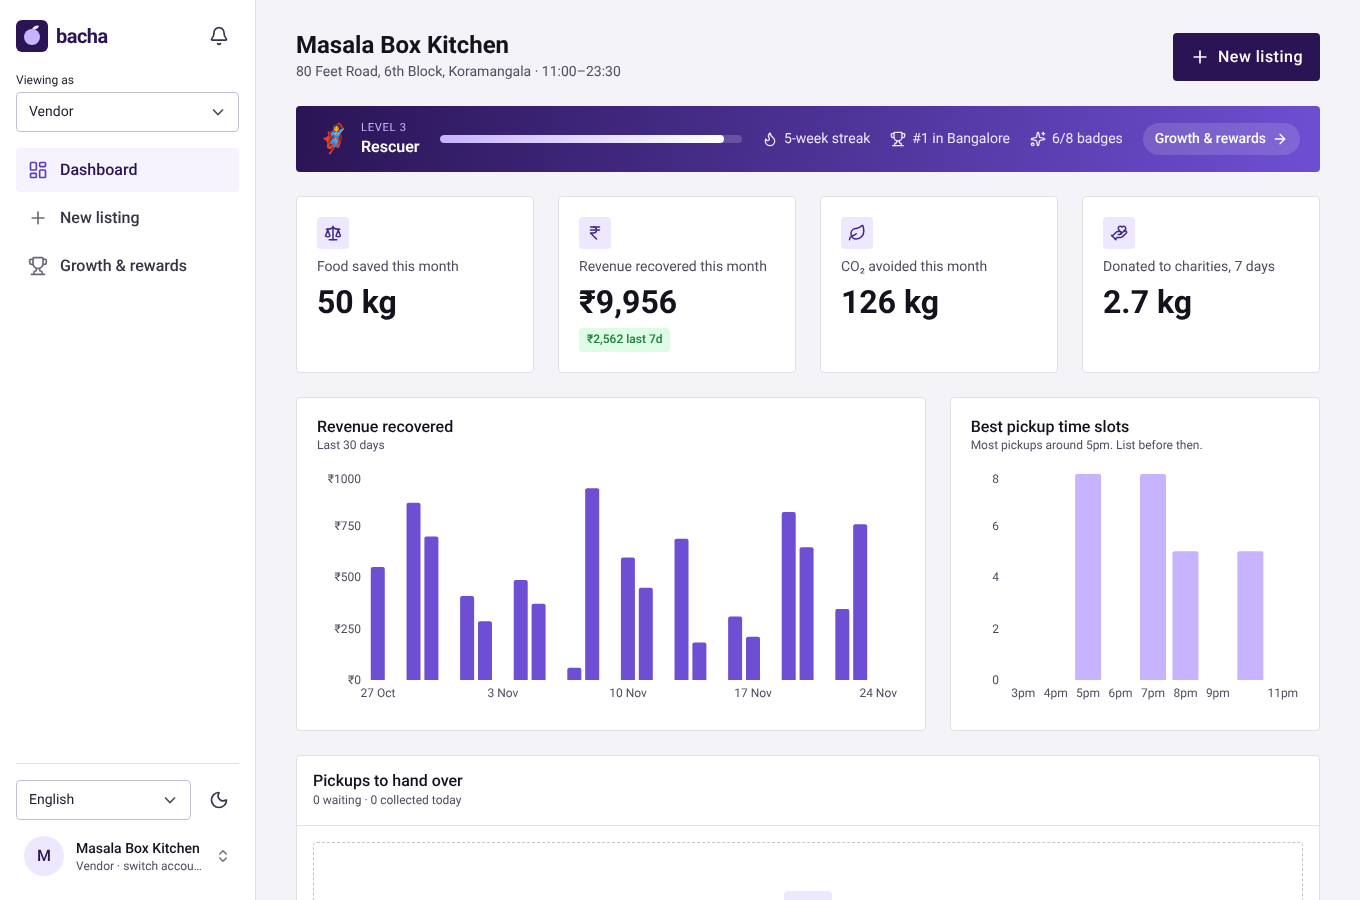 bacha
Viewing as
Vendor
Dashboard
New listing
Growth & rewards
English
M
Masala Box Kitchen
Vendor · switch accou...
Masala Box Kitchen
80 Feet Road, 6th Block, Koramangala · 11:00–23:30
New listing
LEVEL 3
Rescuer
5-week streak
#1 in Bangalore
6/8 badges
Growth & rewards
Food saved this month
50 kg
₹
Revenue recovered this month
₹9,956
₹2,562 last 7d
CO₂ avoided this month
126 kg
Donated to charities, 7 days
2.7 kg
Revenue recovered
Last 30 days
₹1000
₹750
₹500
₹250
₹0
27 Oct 3 Nov 10 Nov 17 Nov 24 Nov
Best pickup time slots
Most pickups around 5pm. List before then.
8
6
4
2
0
3pm 4pm 5pm 6pm 7pm 8pm 9pm 11pm
Pickups to hand over
0 waiting · 0 collected today